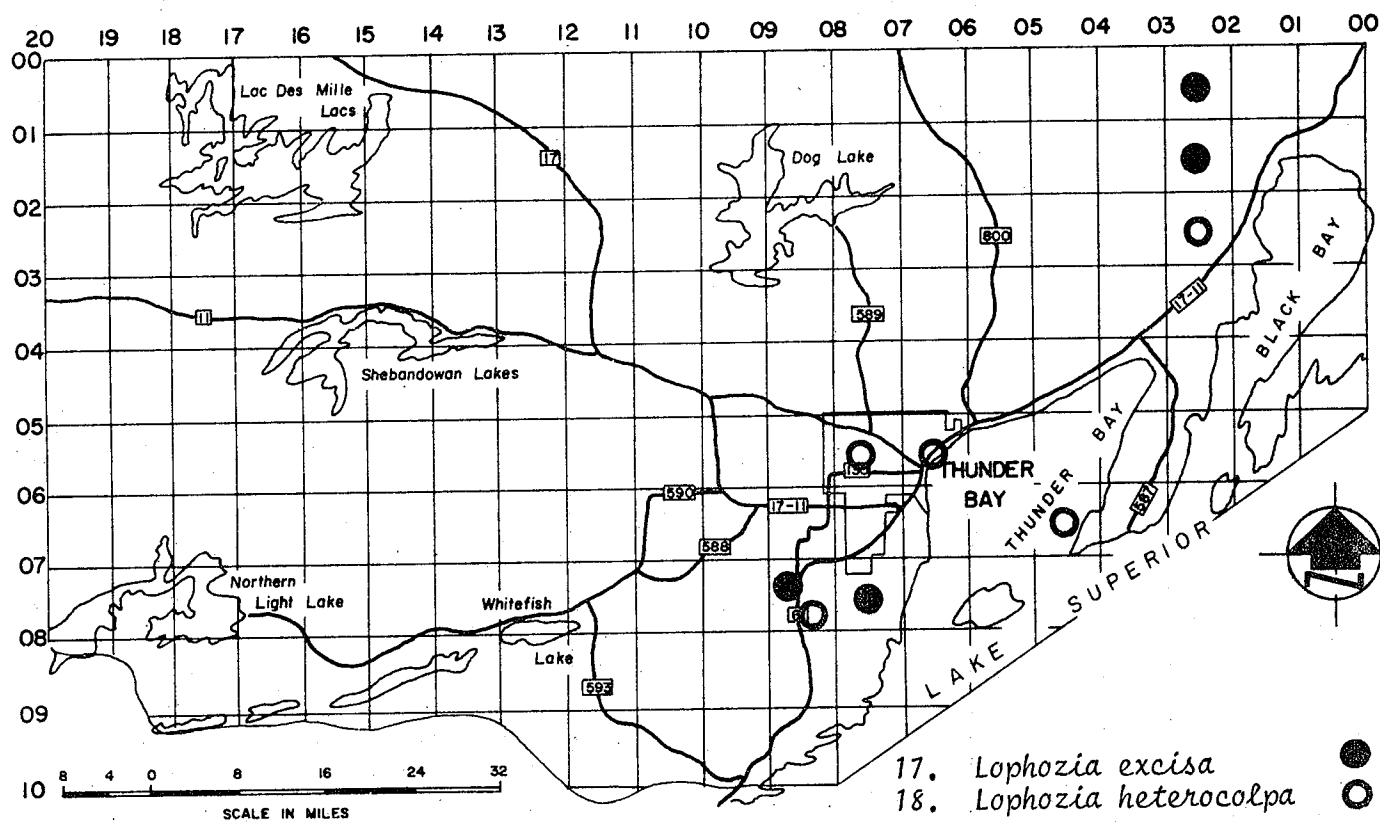 20 19 18 17 16 15 14 13 12 11 10 09 08 07 06 05 04 03 02 01 00
00
01
02
03
04
05
06
07
08
09
10
Lac Des Mille
Lacs
17
Dog Lake
800
589
11
Shebandowan Lakes
17-11
BLACK BAY
THUNDER BAY
THUNDER
BAY
590
17-11
588
587
Northern
Light Lake
Whitefish
Lake
593
LAKE SUPERIOR
N
8 4 0 8 16 24 32
SCALE IN MILES
17. Lophozia excisa
18. Lophozia heterocolpa